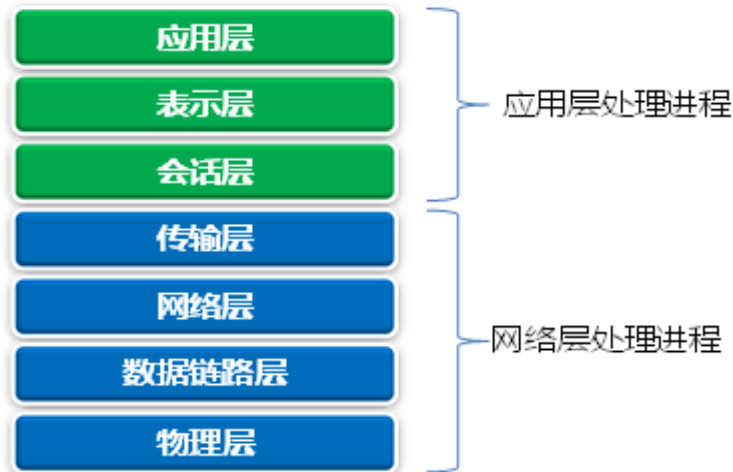 应用层
表示层
应用层处理进程
会话层
传输层
网络层
网络层处理进程
数据链路层
物理层